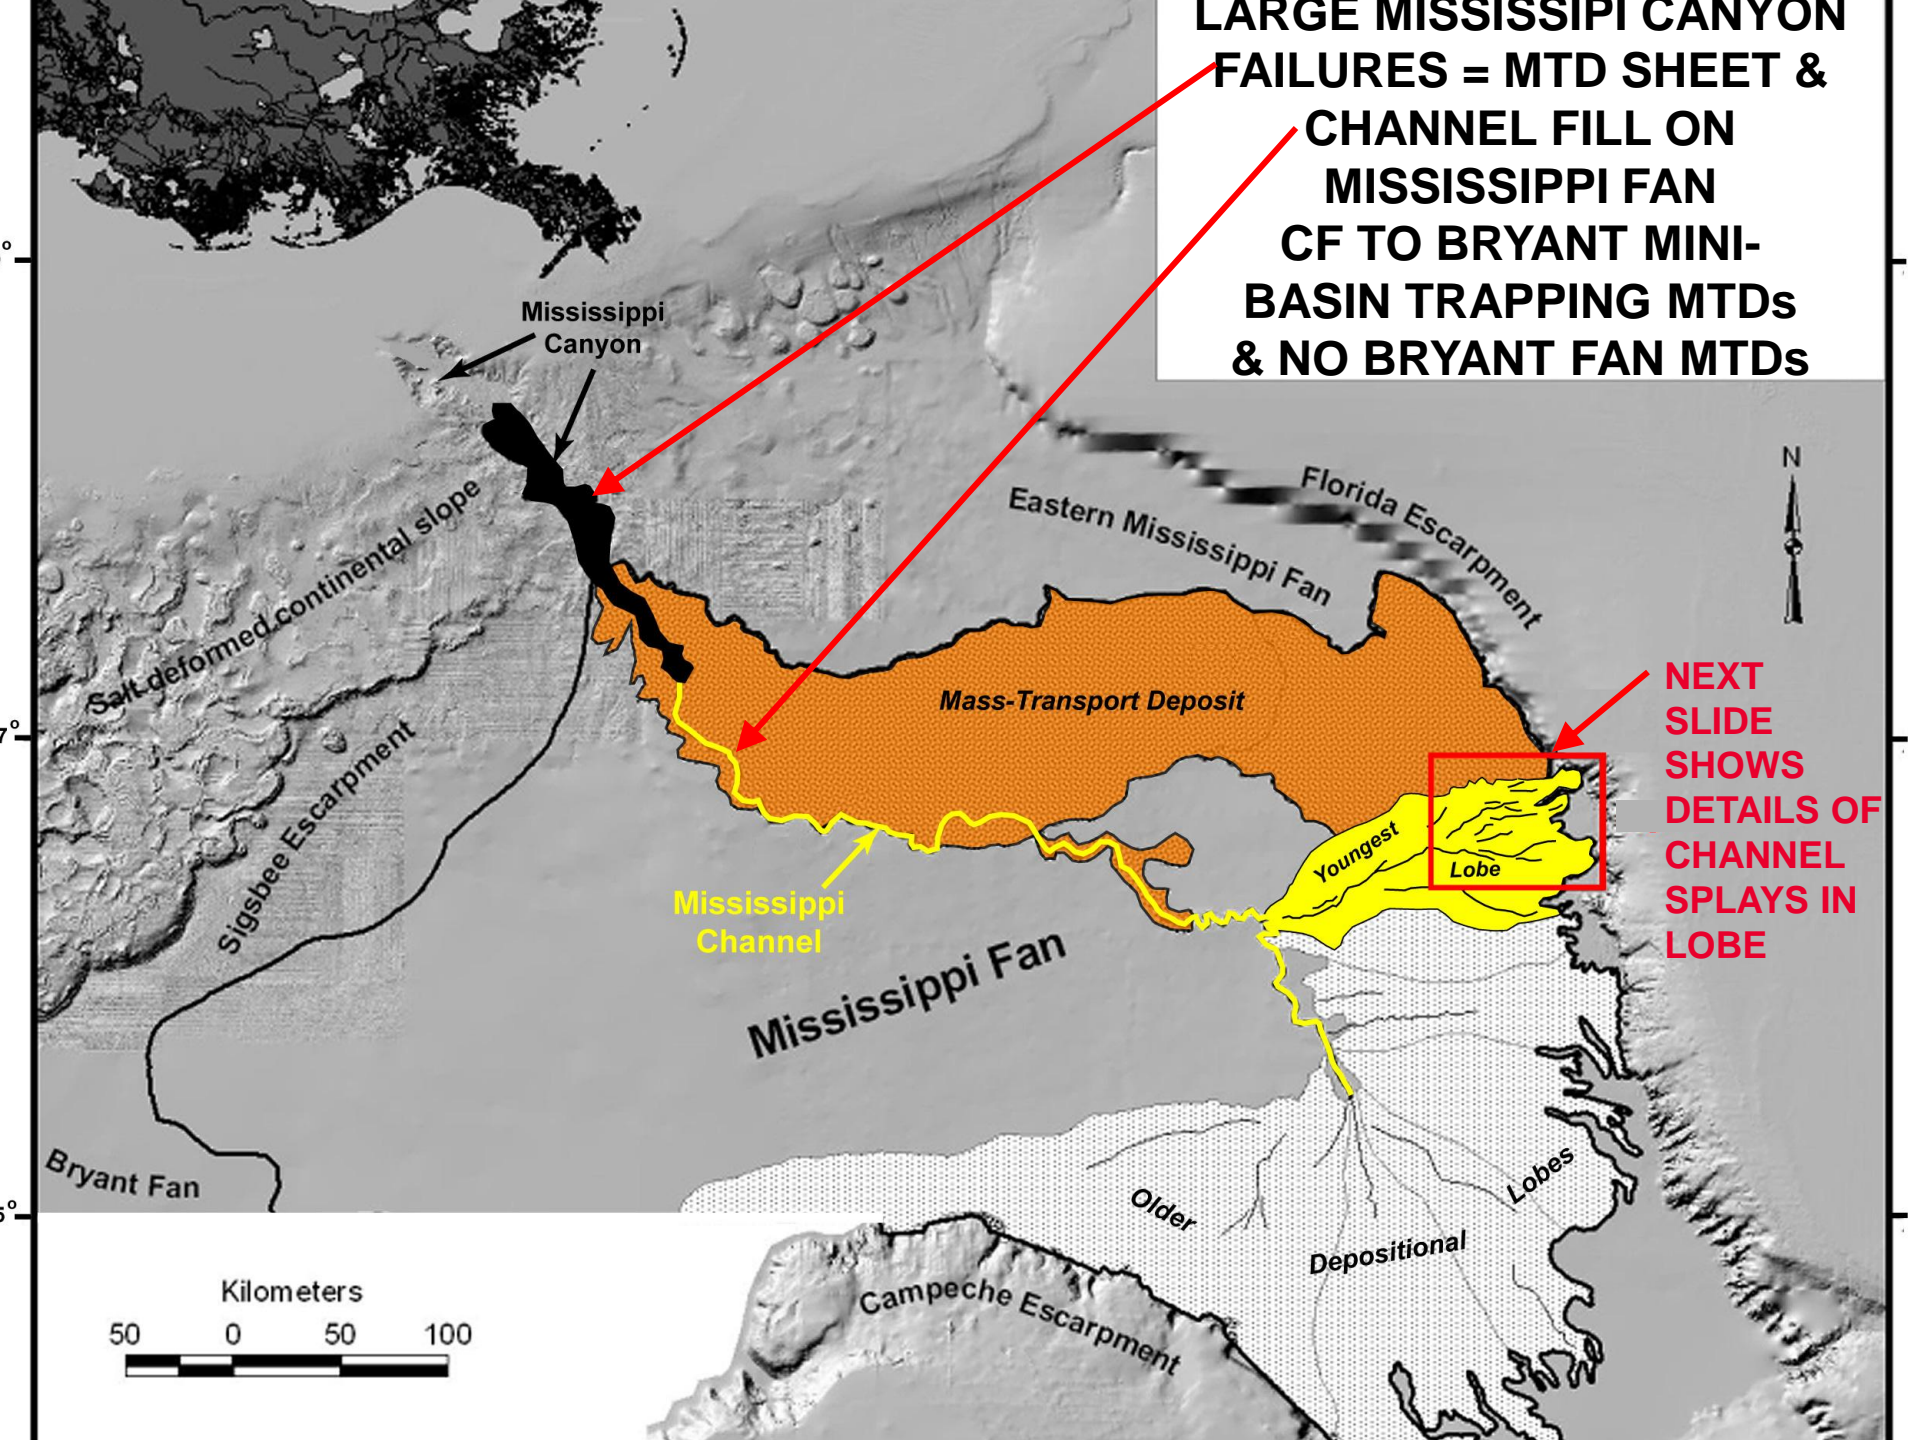 LARGE MISSISSIPI CANYON
FAILURES = MTD SHEET &
CHANNEL FILL ON
MISSISSIPPI FAN
CF TO BRYANT MINI-
BASIN TRAPPING MTDs
& NO BRYANT FAN MTDs
Mississippi
Canyon
N
Florida Escarpment
Eastern Mississippi Fan
Salt-deformed continental slope
Mass-Transport Deposit
NEXT
SLIDE
SHOWS
DETAILS OF
CHANNEL
SPLAYS IN
LOBE
7°
Sigsbee Escarpment
Youngest
Lobe
Mississippi
Channel
Mississippi Fan
Bryant Fan
Older
Lobes
Depositional
Campeche Escarpment
Kilometers
50 0 50 100